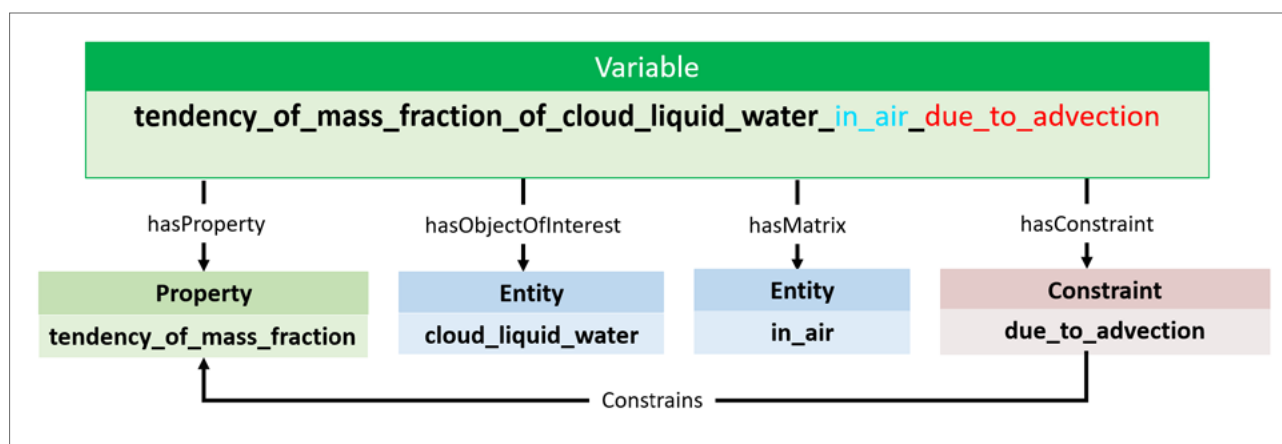 Variable
tendency_of_mass_fraction_of_cloud_liquid_water_in_air_due_to_advection
hasProperty
hasObjectOfInterest
hasMatrix
hasConstraint
Property
Entity
Entity
Constraint
tendency_of_mass_fraction
cloud_liquid_water
in_air
due_to_advection
Constrains